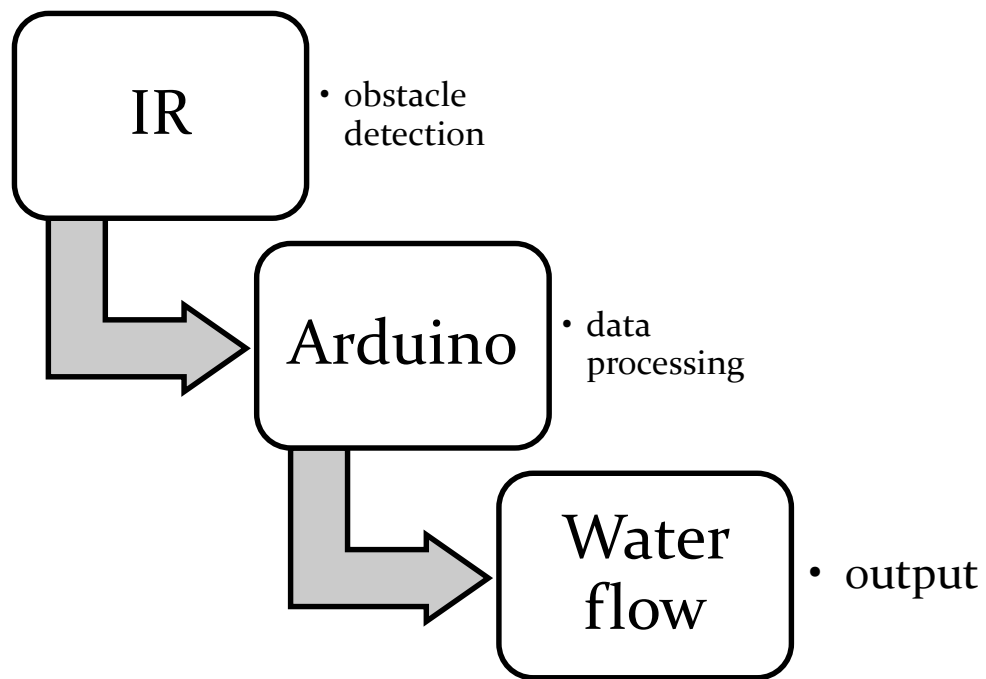 IR
• obstacle
detection
Arduino
• data
processing
Water
flow
• output